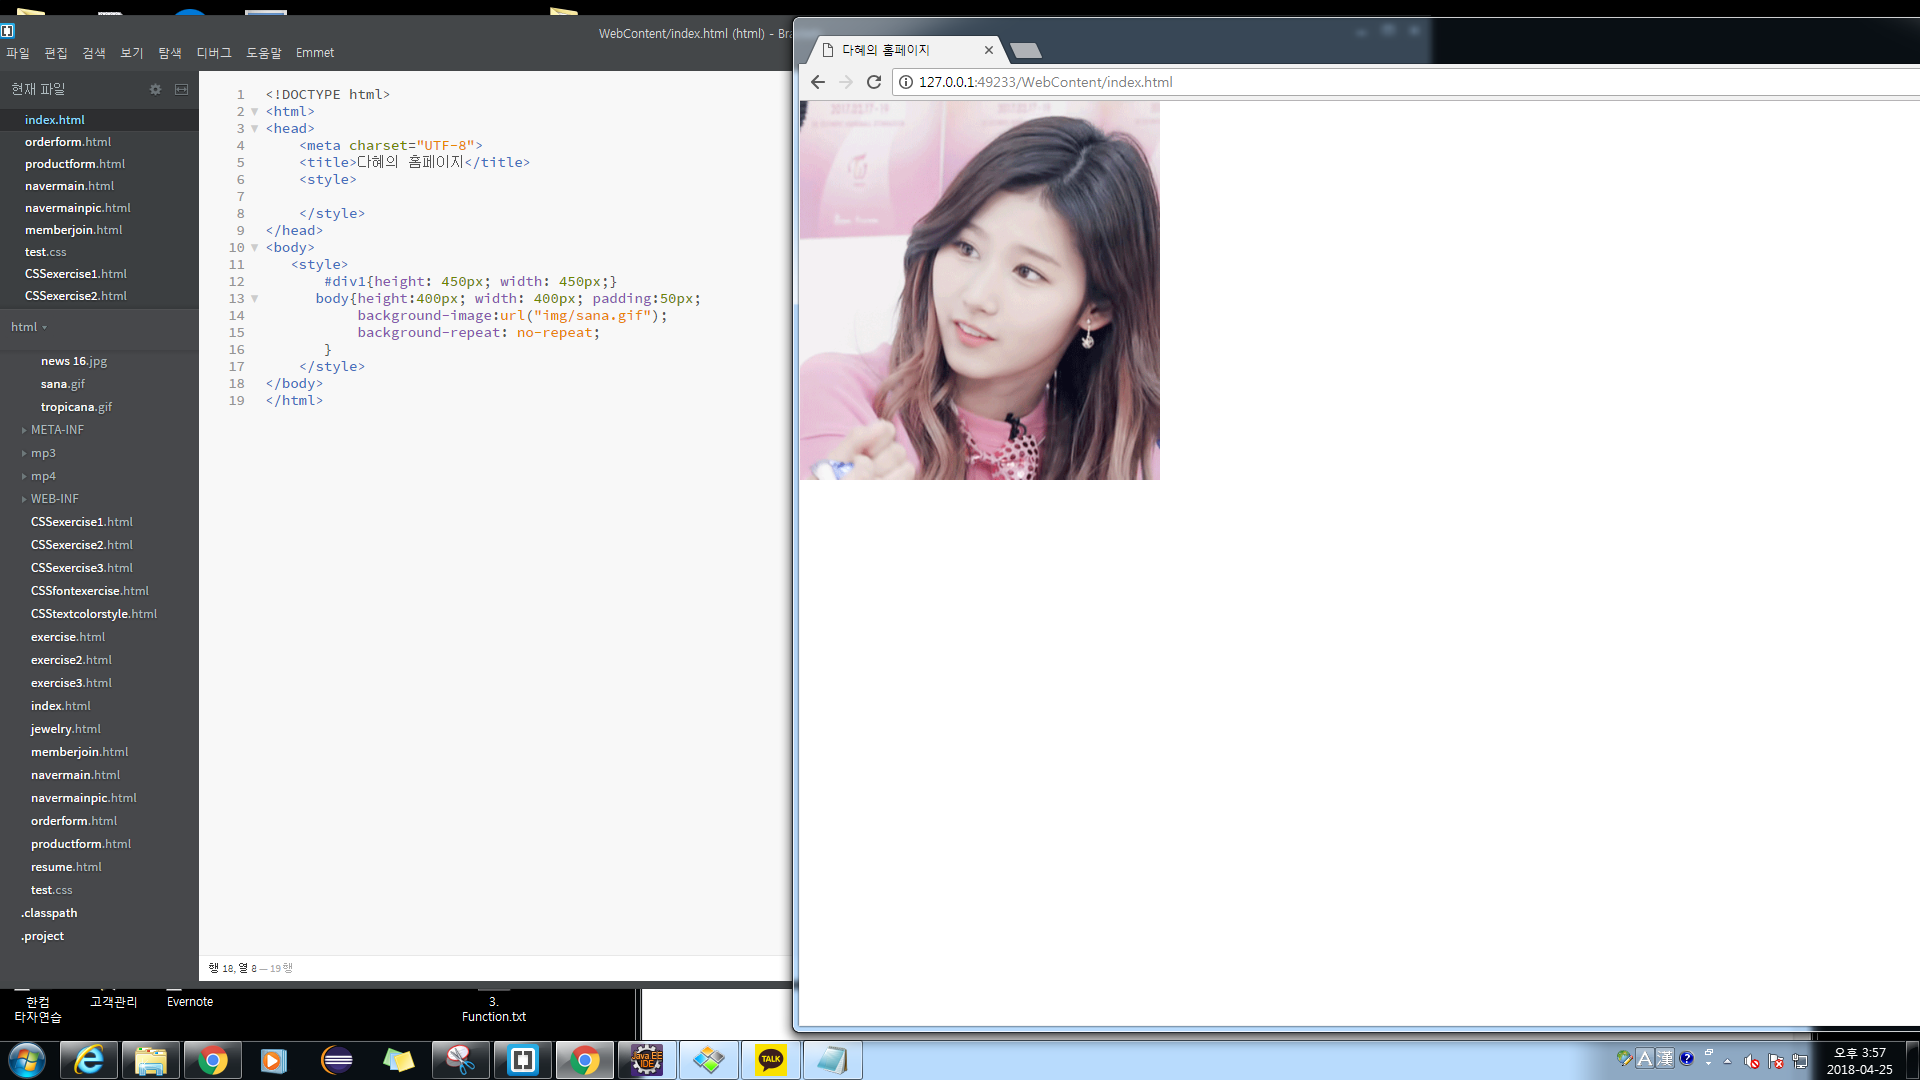 WebContent/index.html (html) - Bra
파일 편집 검색 보기 탐색 디버그 도움말 Emmet
현재 파일
index.html
orderform.html
productform.html
navermain.html
navermainpic.html
memberjoin.html
test.css
CSSexercise1.html
CSSexercise2.html
html
news 16.jpg
sana.gif
tropicana.gif
META-INF
mp3
mp4
WEB-INF
CSSexercise1.html
CSSexercise2.html
CSSexercise3.html
CSSfontexercise.html
CSStextcolorstyle.html
exercise.html
exercise2.html
exercise3.html
index.html
jewelry.html
memberjoin.html
navermain.html
navermainpic.html
orderform.html
productform.html
resume.html
test.css
.classpath
.project
1 <!DOCTYPE html>
2 <html>
3 <head>
4 <meta charset="UTF-8">
5 <title>다혜의 홈페이지</title>
6 <style>
7
8 </style>
9 </head>
10 <body>
11 <style>
12 #div1{height: 450px; width: 450px;}
13 body{height:400px; width: 400px; padding:50px;
14 background-image:url("img/sana.gif");
15 background-repeat: no-repeat;
16 }
17 </style>
18 </body>
19 </html>
행 18, 열 8 — 19 행
다혜의 홈페이지
127.0.0.1:49233/WebContent/index.html
한컴
타자연습
고객관리
Evernote
3.
Function.txt
Java EE
IDE
TALK
A 漢
오후 3:57
2018-04-25